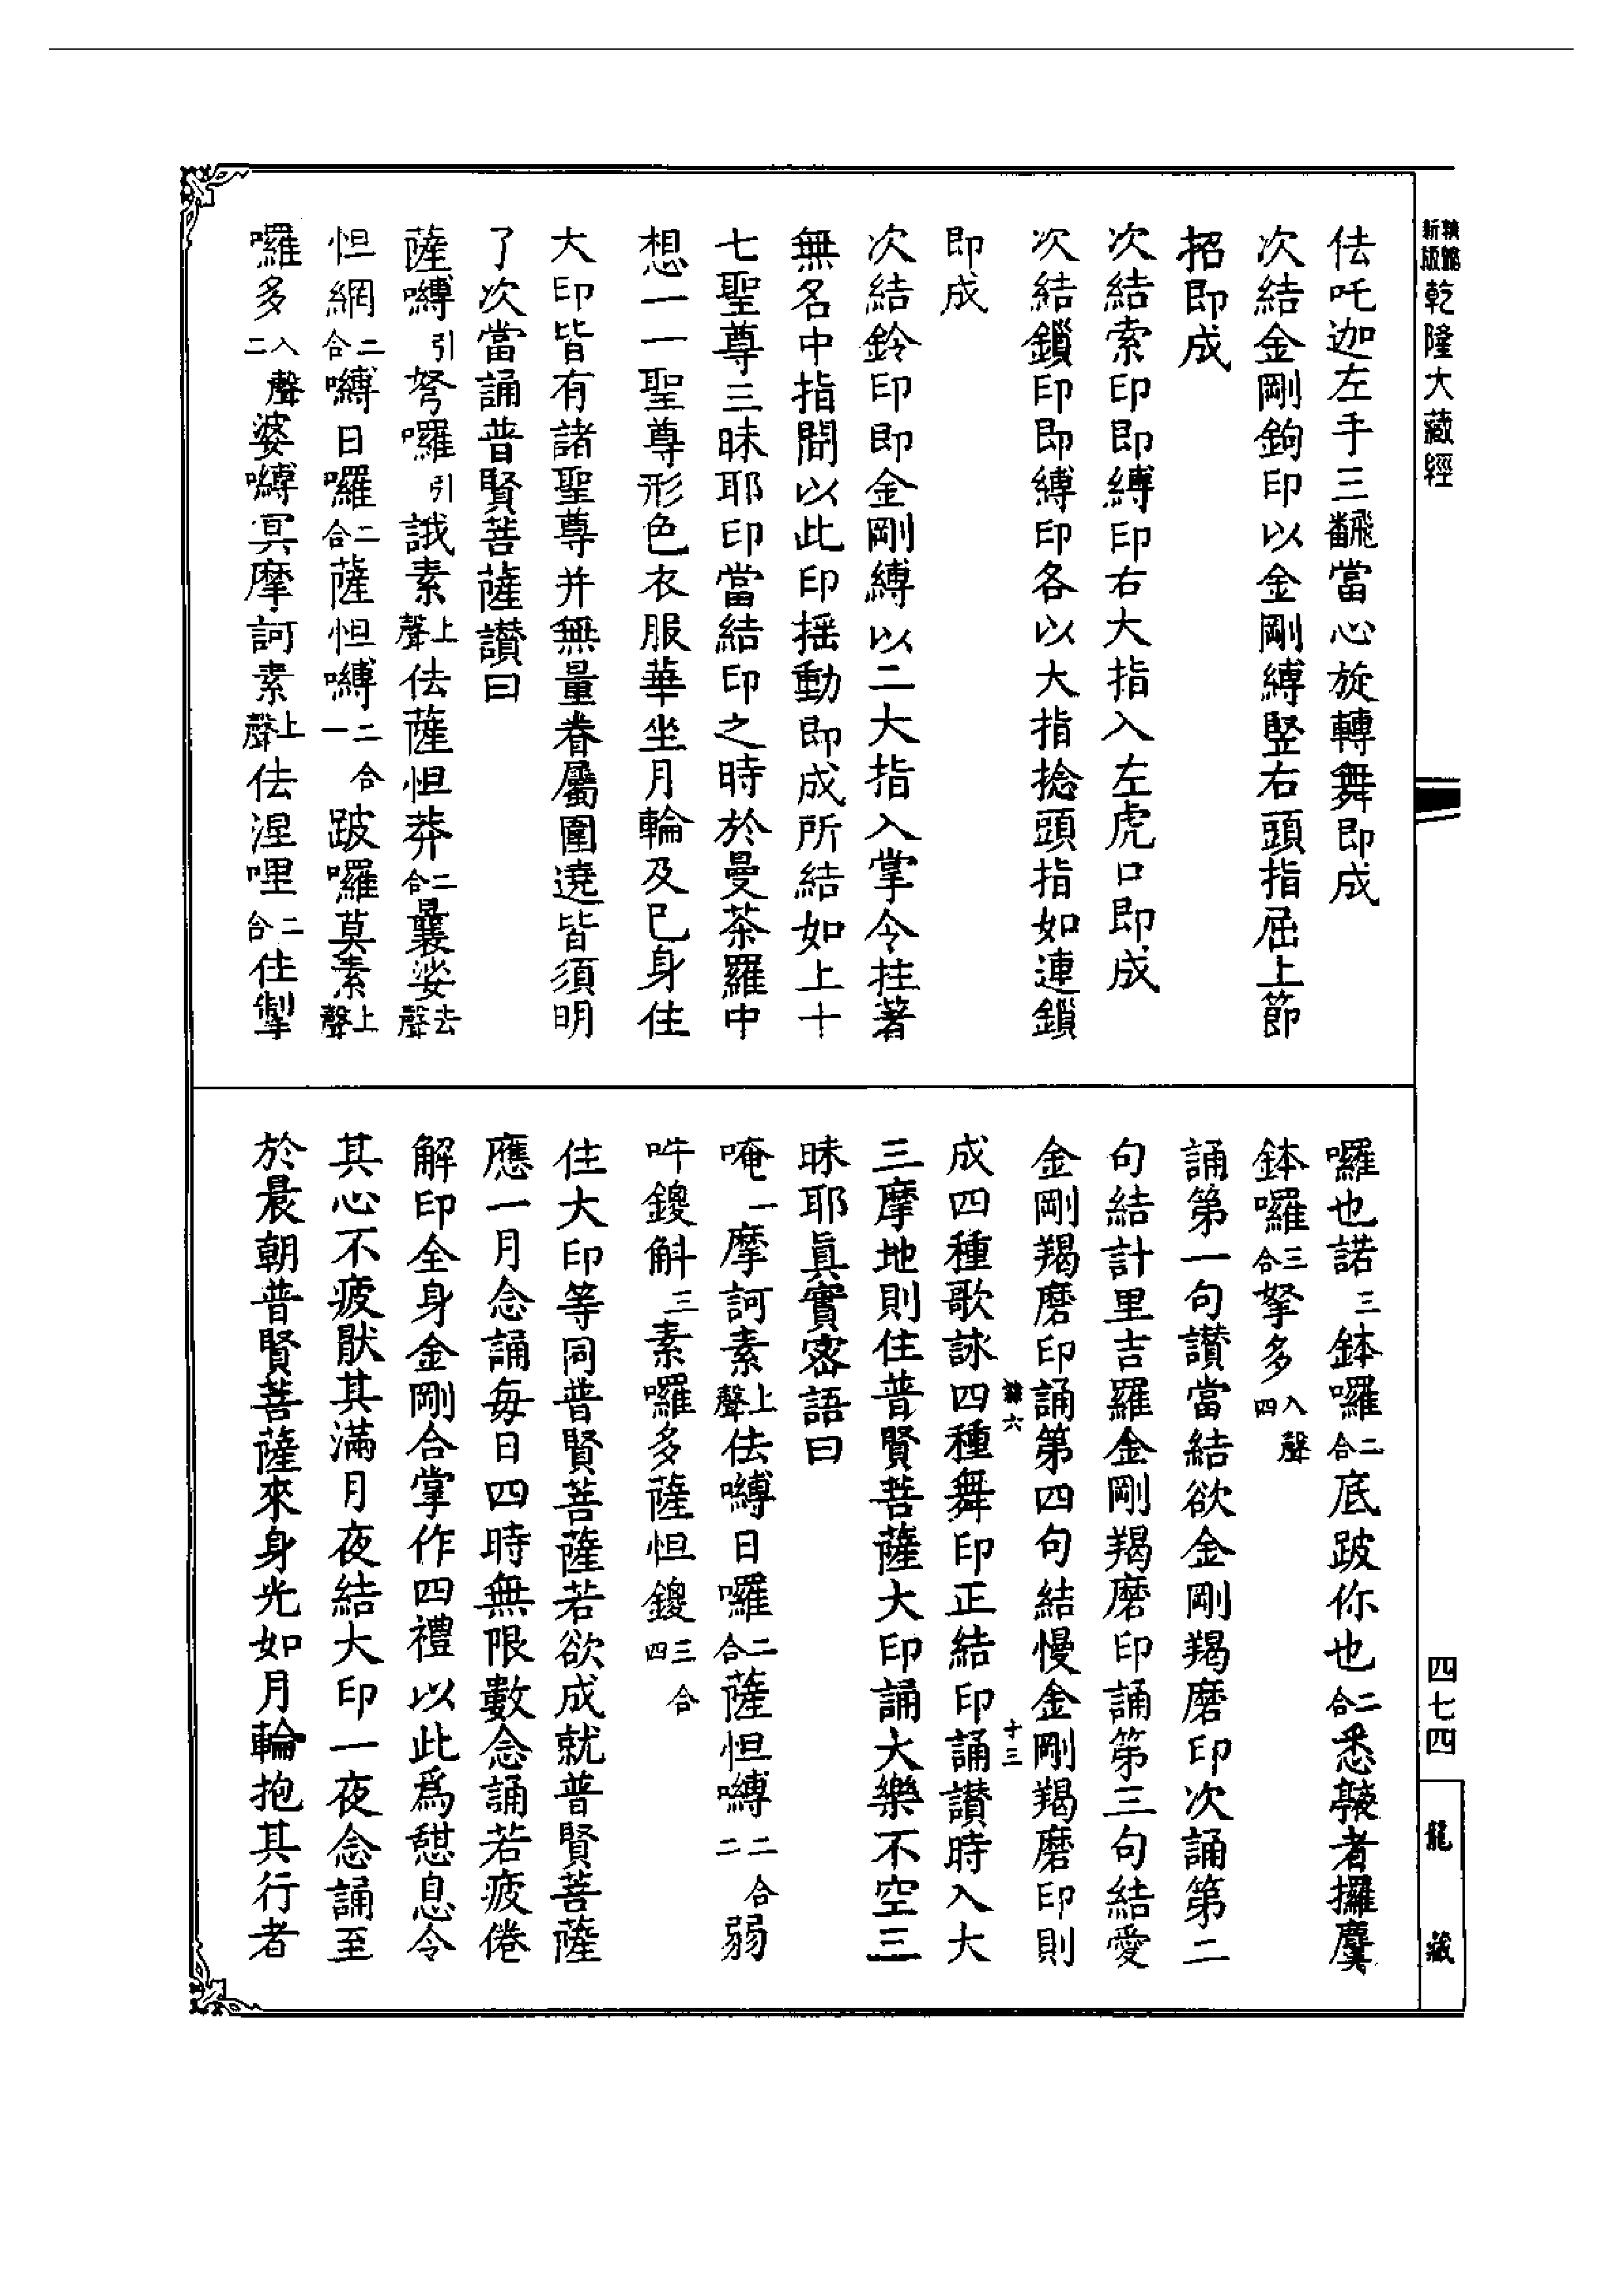 新版乾隆大藏經
佉吒迦左手三翻當心旋轉舞即成
次結金剛鉤印以金剛縛竪右頭指屈上節
招即成
次結索印即縛印右大指入左虎口即成
次結鎖印即縛印各以大指捻頭指如連鎖
即成
次結鈴印即金剛縛以二大指入掌令拄著
無名中指間以此印搖動即成所結如上十
七聖尊三昧耶印當結印之時於曼茶羅中
想一一聖尊形色衣服華坐月輪及已身住
大印皆有諸聖尊并無量眷屬圍遶皆須明
了次當誦普賢菩薩讚曰
薩嚩引弩囉引誐素上聲佉薩怛莽二合曩娑去聲
怛網二合嚩日囉二合薩怛嚩二合一跛囉莫素上聲
囉多入聲二婆嚩冥摩訶素上聲佉涅哩二合住掣
囉也諾三鉢囉二合底跛你也二合悉𠹌者攞麌
鉢囉三合拏多入聲四
誦第一句讚當結欲金剛羯磨印次誦第二
句結計里吉羅金剛羯磨印誦第三句結愛
金剛羯磨印誦第四句結慢金剛羯磨印則
六 十三
成四種歌詠四種舞印正結印誦讚時入大
三摩地則住普賢菩薩大印誦大樂不空三
昧耶眞實密語曰
唵一摩訶素上聲佉嚩日囉二合薩怛嚩二合二弱
吽鑁斛三素囉多薩怛鑁三合四
住大印等同普賢菩薩若欲成就普賢菩薩
應一月念誦每日四時無限數念誦若疲倦
解印全身金剛合掌作四禮以此爲憇息令
其心不疲猒其滿月夜結大印一夜念誦至
於晨朝普賢菩薩來身光如月輪抱其行者
四七四
龍藏